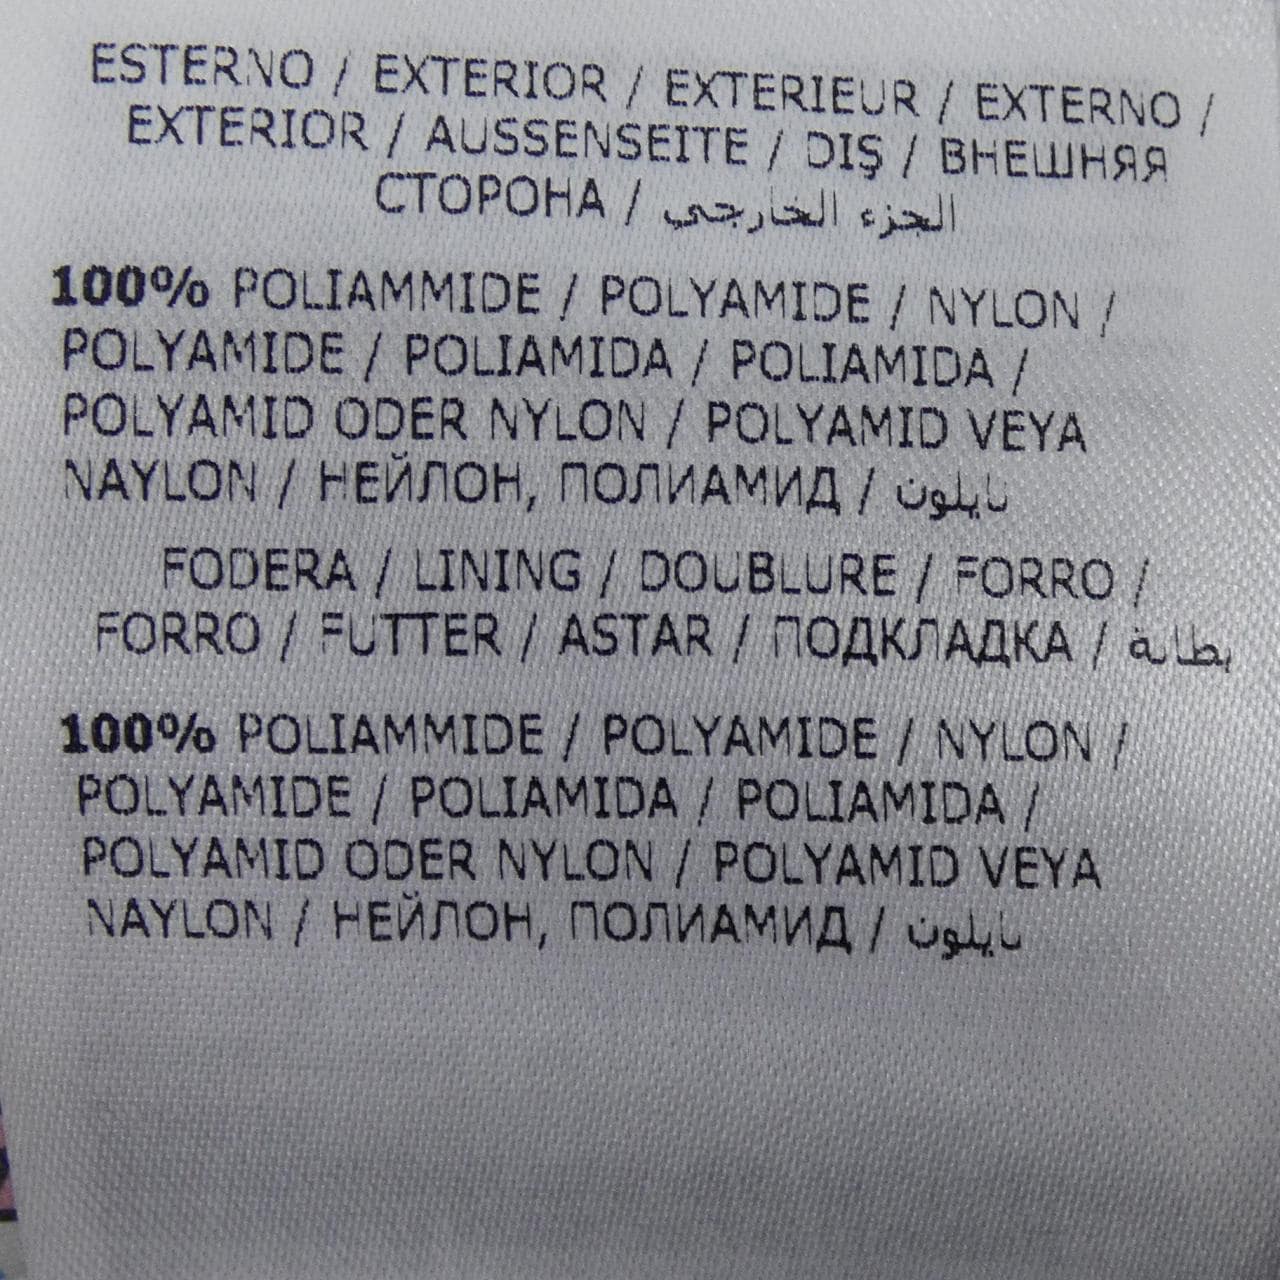 ESTERNO / EXTERIOR / EXTERIEUR / EXTERNO /
EXTERIOR / AUSSENSEITE / DIŞ / ВНЕШНЯЯ
СТОРОНА / الجزء الخارجي
100% POLIAMMIDE / POLYAMIDE / NYLON /
POLYAMIDE / POLIAMIDA / POLIAMIDA /
POLYAMID ODER NYLON / POLYAMID VEYA
NAYLON / НЕЙЛОН, ПОЛИАМИД / نايلون
FODERA / LINING / DOUBLURE / FORRO /
FORRO / FUTTER / ASTAR / ПОДКЛАДКА / بطانة
100% POLIAMMIDE / POLYAMIDE / NYLON /
POLYAMIDE / POLIAMIDA / POLIAMIDA /
POLYAMID ODER NYLON / POLYAMID VEYA
NAYLON / НЕЙЛОН, ПОЛИАМИД / نايلون